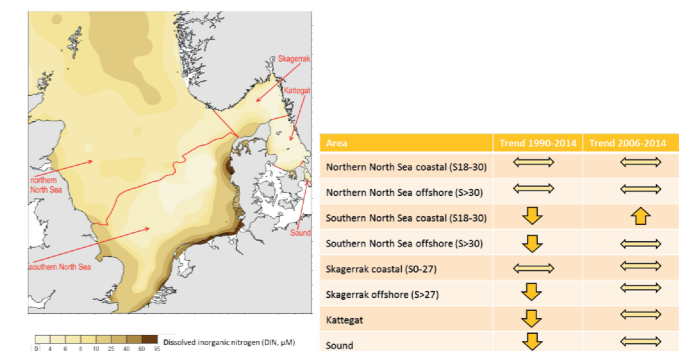 Skagerrak
Kattegat
northern
North Sea
Sound
southern North Sea
0 4 6 8 10 25 40 60 95
Dissolved inorganic nitrogen (DIN, µM)
Area Trend 1990-2014 Trend 2006-2014
Northern North Sea coastal (S18-30)
Northern North Sea offshore (S>30)
Southern North Sea coastal (S18-30)
Southern North Sea offshore (S>30)
Skagerrak coastal (S0-27)
Skagerrak offshore (S>27)
Kattegat
Sound